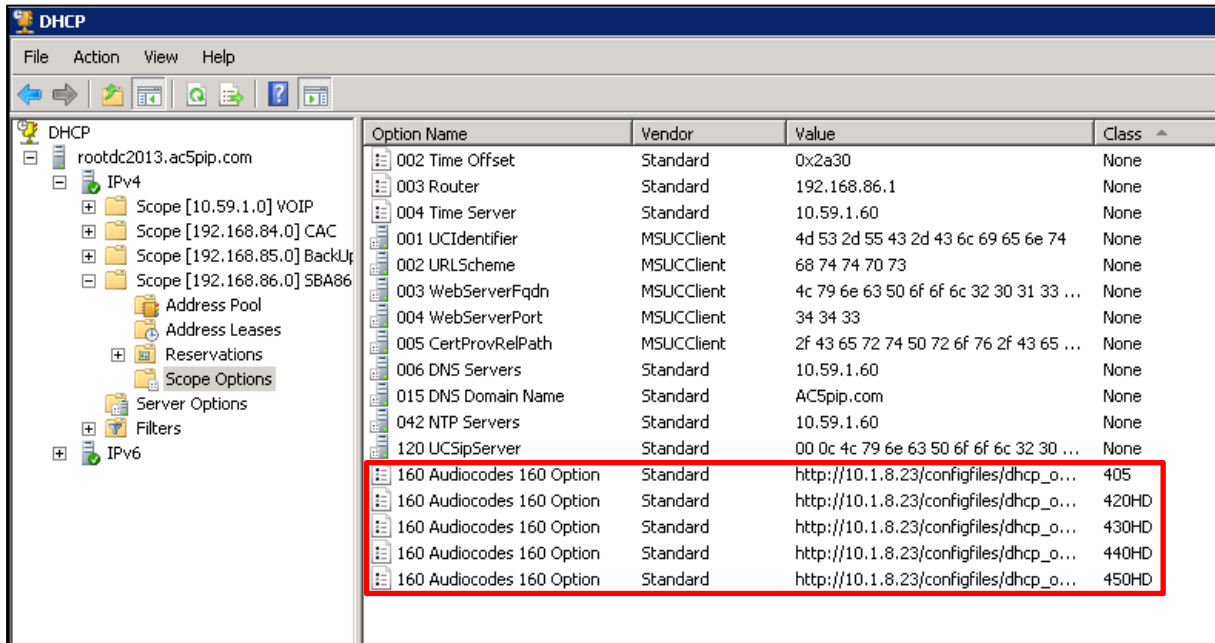 DHCP
File Action View Help
DHCP
rootdc2013.ac5pip.com
IPv4
Scope [10.59.1.0] VOIP
Scope [192.168.84.0] CAC
Scope [192.168.85.0] BackUp
Scope [192.168.86.0] SBA86
Address Pool
Address Leases
Reservations
Scope Options
Server Options
Filters
IPv6
Option Name Vendor Value Class
002 Time Offset Standard 0x2a30 None
003 Router Standard 192.168.86.1 None
004 Time Server Standard 10.59.1.60 None
001 UCIdentifier MSUCClient 4d 53 2d 55 43 2d 43 6c 69 65 6e 74 None
002 URLScheme MSUCClient 68 74 74 70 73 None
003 WebServerFqdn MSUCClient 4c 79 6e 63 50 6f 6f 6c 32 30 31 33 ... None
004 WebServerPort MSUCClient 34 34 33 None
005 CertProvRelPath MSUCClient 2f 43 65 72 74 50 72 6f 76 2f 43 65 ... None
006 DNS Servers Standard 10.59.1.60 None
015 DNS Domain Name Standard AC5pip.com None
042 NTP Servers Standard 10.59.1.60 None
120 UCSipServer Standard 00 0c 4c 79 6e 63 50 6f 6f 6c 32 30 ... None
160 Audiocodes 160 Option Standard http://10.1.8.23/configfiles/dhcp_o... 405
160 Audiocodes 160 Option Standard http://10.1.8.23/configfiles/dhcp_o... 420HD
160 Audiocodes 160 Option Standard http://10.1.8.23/configfiles/dhcp_o... 430HD
160 Audiocodes 160 Option Standard http://10.1.8.23/configfiles/dhcp_o... 440HD
160 Audiocodes 160 Option Standard http://10.1.8.23/configfiles/dhcp_o... 450HD